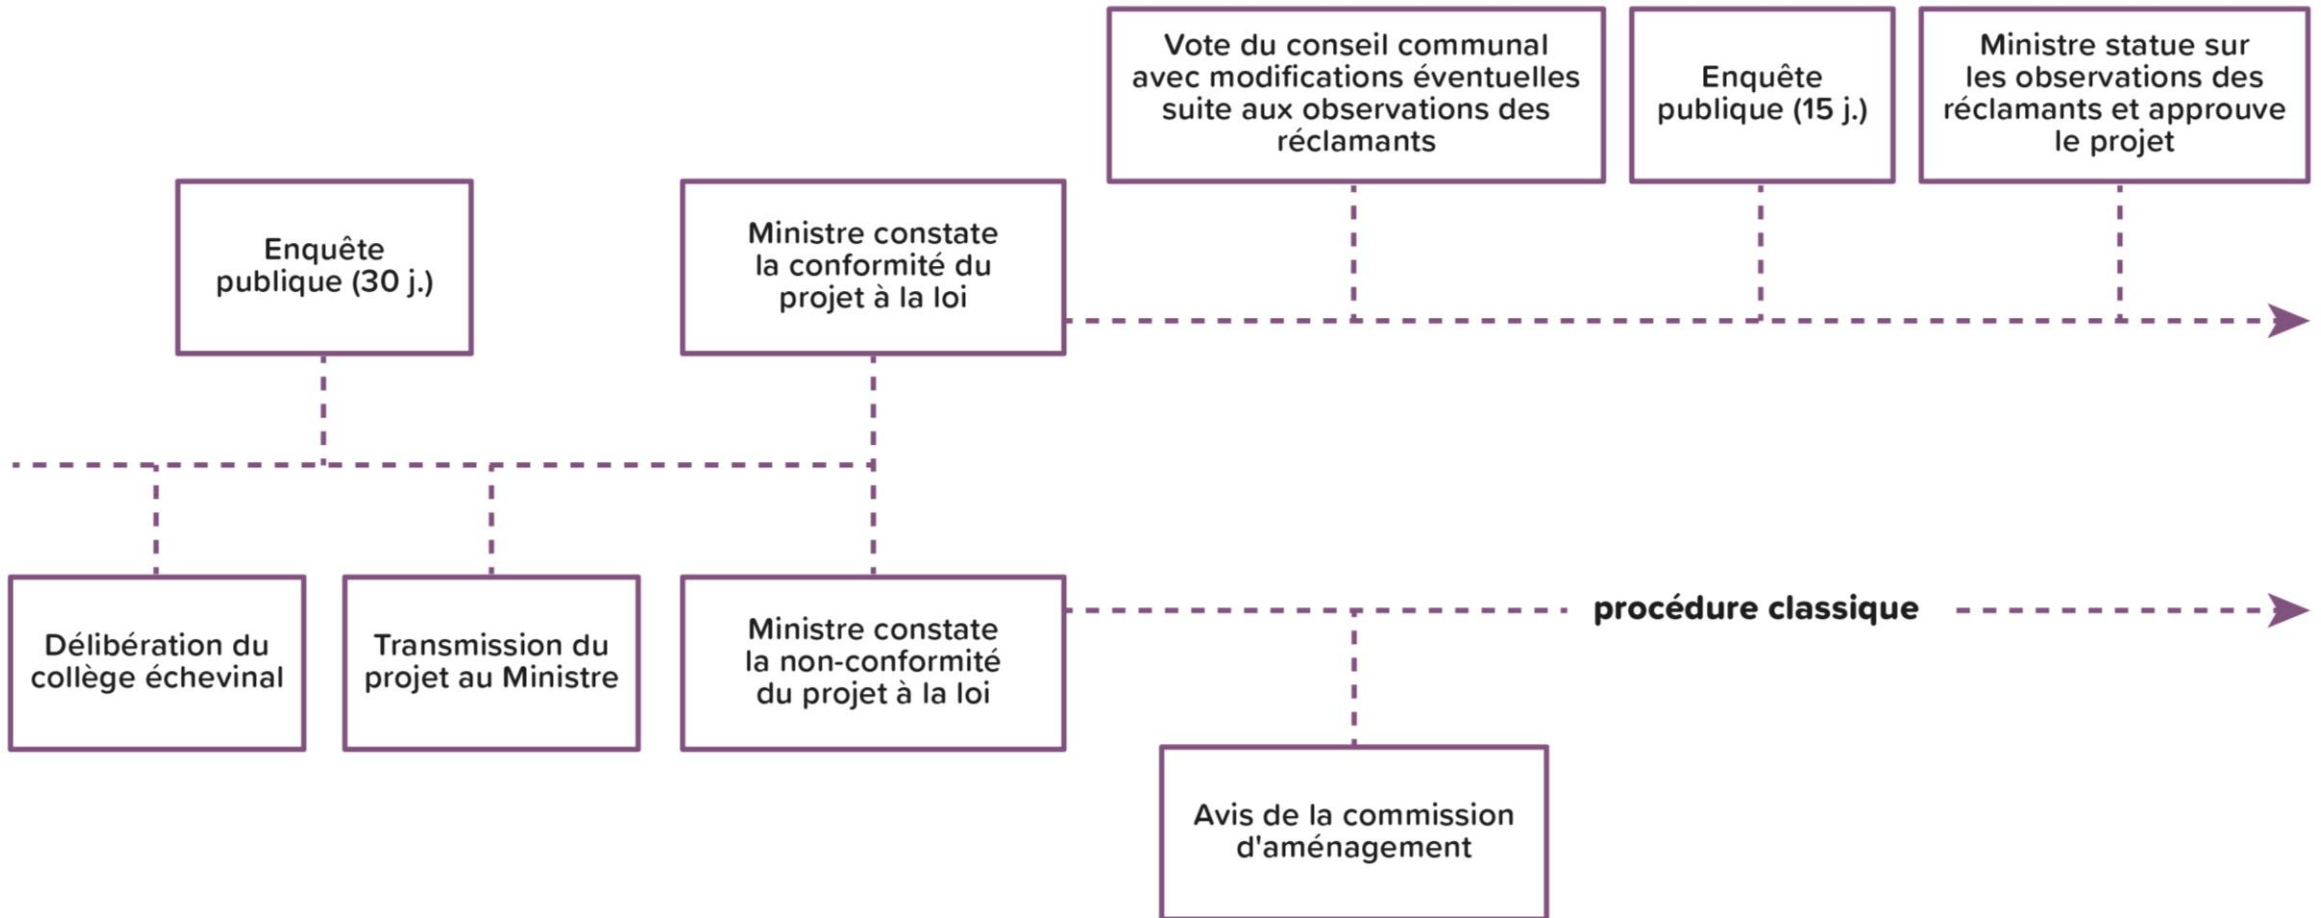 Vote du conseil communal
avec modifications éventuelles
suite aux observations des
réclamants
Enquête
publique (15 j.)
Ministre statue sur
les observations des
réclamants et approuve
le projet
Enquête
publique (30 j.)
Ministre constate
la conformité du
projet à la loi
Délibération du
collège échevinal
Transmission du
projet au Ministre
Ministre constate
la non-conformité
du projet à la loi
procédure classique
Avis de la commission
d'aménagement